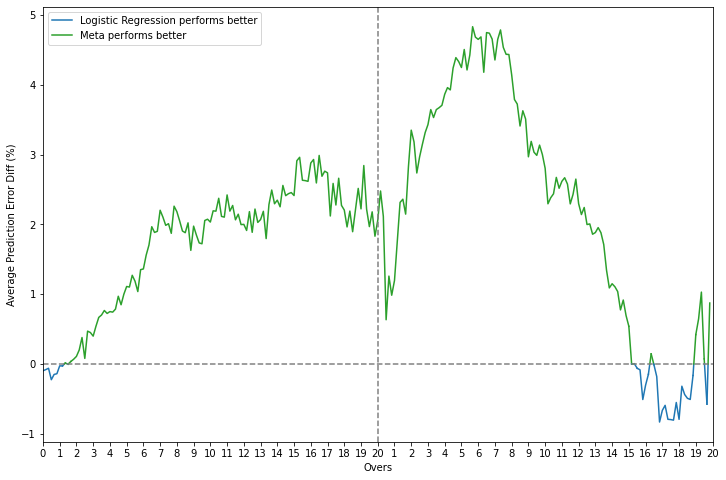 Logistic Regression performs better
Meta performs better
Average Prediction Error Diff (%)
5
4
3
2
1
0
−1
0 1 2 3 4 5 6 7 8 9 10 11 12 13 14 15 16 17 18 19 20 1 2 3 4 5 6 7 8 9 10 11 12 13 14 15 16 17 18 19 20
Overs